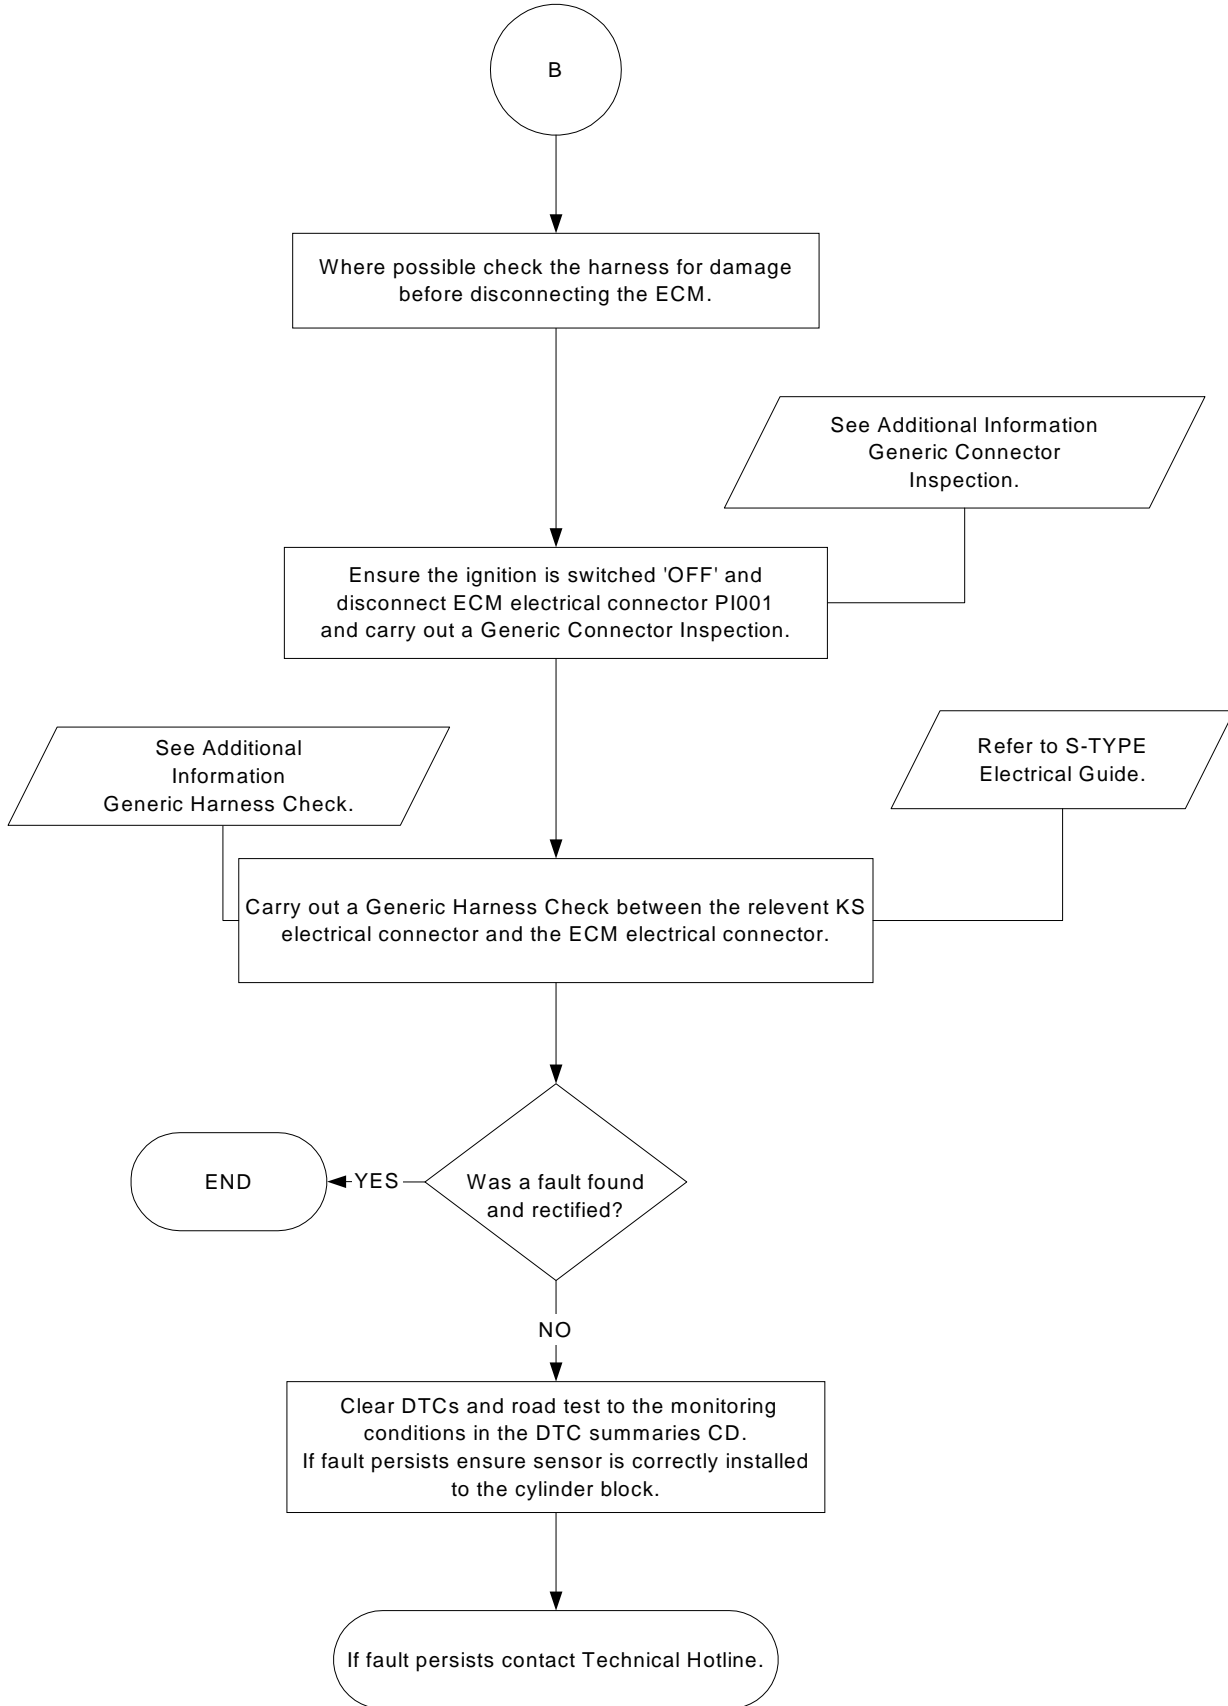 B
Where possible check the harness for damage
before disconnecting the ECM.
See Additional Information
Generic Connector
Inspection.
Ensure the ignition is switched 'OFF' and
disconnect ECM electrical connector PI001
and carry out a Generic Connector Inspection.
See Additional
Information
Generic Harness Check.
Refer to S-TYPE
Electrical Guide.
Carry out a Generic Harness Check between the relevent KS
electrical connector and the ECM electrical connector.
END
YES
Was a fault found
and rectified?
NO
Clear DTCs and road test to the monitoring
conditions in the DTC summaries CD.
If fault persists ensure sensor is correctly installed
to the cylinder block.
If fault persists contact Technical Hotline.